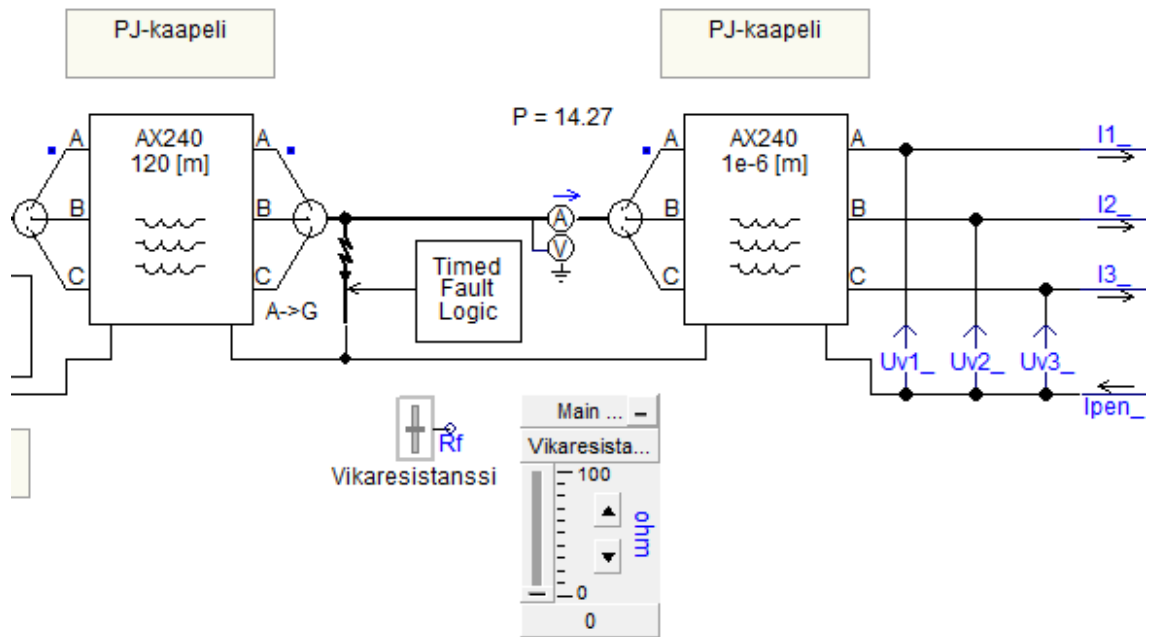 PJ-kaapeli
PJ-kaapeli
P = 14.27
A
B
C
AX240
120 [m]
A
B
C
A->G
Timed
Fault
Logic
A
V
A
B
C
AX240
1e-6 [m]
A
B
C
I1_
I2_
I3_
Uv1_
Uv2_
Uv3_
Ipen_
Rf
Vikaresistanssi
Main ...
Vikaresista...
100
0
ohm
0